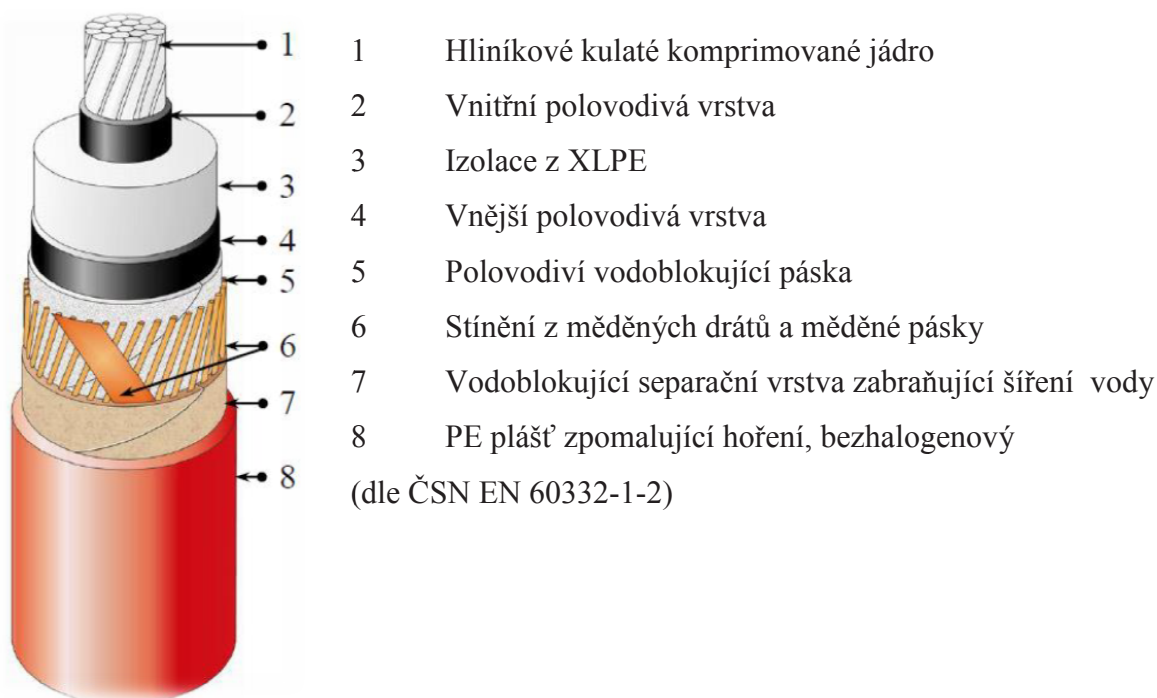 1 Hliníkové kulaté komprimované jádro
2 Vnitřní polovodivá vrstva
3 Izolace z XLPE
4 Vnější polovodivá vrstva
5 Polovodiví vodoblokující páska
6 Stínění z měděných drátů a měděné pásky
7 Vodoblokující separační vrstva zabraňující šíření vody
8 PE plášť zpomalující hoření, bezhalogenový
(dle ČSN EN 60332-1-2)
1
2
3
4
5
6
7
8